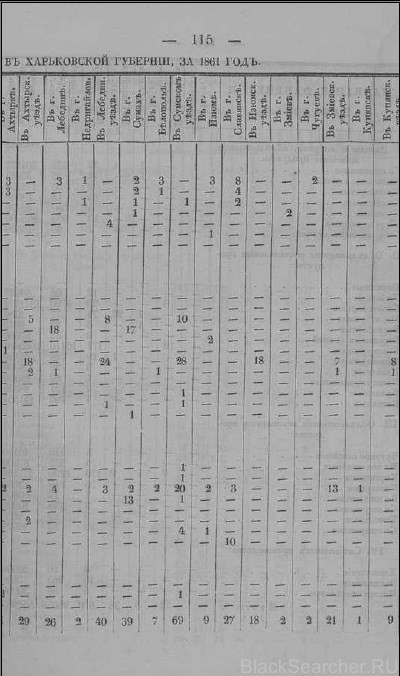 — 115 —
ВЪ ХАРЬКОВСКОЙ ГУБЕРНІИ, ЗА 1861 ГОДЪ.
Ахтыркѣ. | Въ Ахтырск. уѣздѣ. | Въ г. Лебединѣ. | Въ г. Недригайлов. | Въ Лебедин. уѣздѣ. | Въ г. Сумахъ. | Въ г. Бѣлопольѣ. | Въ Сумскомъ уѣздѣ. | Въ г. Изюмѣ. | Въ г. Славянскѣ. | Въ Изюмск. уѣздѣ. | Въ г. Зміевѣ. | Въ г. Чугуевѣ. | Въ Зміевск. уѣздѣ. | Въ г. Купянскѣ. | Въ Купянск. уѣздѣ.
3 — 3 1 — 2 3 — 3 8 — — 2 — — —
3 — — — — 2 1 — — 4 — — — — — —
— — — 1 — 1 — 1 — 2 — — — — — —
— — — — — 1 — — — — — 2 — — — —
— — — — 4 — — — — — — — — — — —
— — — — — — — — 1 — — — — — — —
— — — — — — — — — — — — — — — —
— — — — — — — — — — — — — — — —
— 5 — — 8 — — 10 — — — — — — — —
— — 18 — — 17 — — — — — — — — — —
— — — — — — — — 2 — — — — — — —
1 — — — — — — — — — — — — — — —
— 18 — — 24 — — 28 — — 18 — — 7 — 8
— 2 1 — — — 1 — — — — — — 1 — 1
— — — — — — — — — — — — — — — —
— — — — — — — 1 — — — — — — — —
— — — — 1 — — 1 — — — — — — — —
— — — — — 1 — — — — — — — — — —
— — — — — — — 1 — — — — — — — —
— — — — — — — 1 — — — — — — — —
2 2 4 — 3 2 2 20 2 3 — — — 13 1 —
— — — — — 13 — 1 — — — — — — — —
— 2 — — — — — — — — — — — — — —
— — — — — — — 4 1 — — — — — — —
— — — — — — — — — 10 — — — — — —
— — — — — — — — — — — — — — — —
— — — — — — — 1 — — — — — — — —
— — — — — — — — — — — — — — — —
29 26 2 40 39 7 69 9 27 18 2 2 21 1 9
BlackSearcher.RU